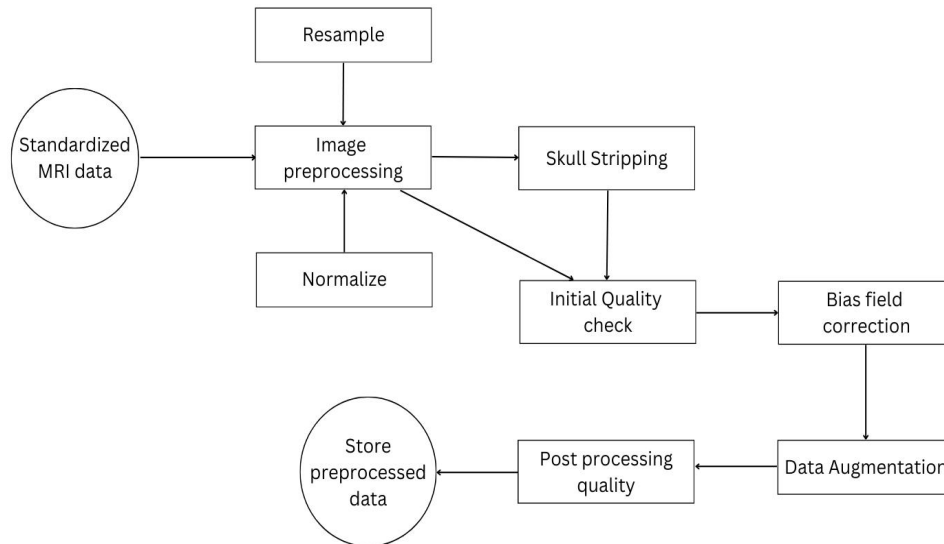 Resample
Standardized
MRI data
Image
preprocessing
Skull Stripping
Normalize
Initial Quality
check
Bias field
correction
Store
preprocessed
data
Post processing
quality
Data Augmentation